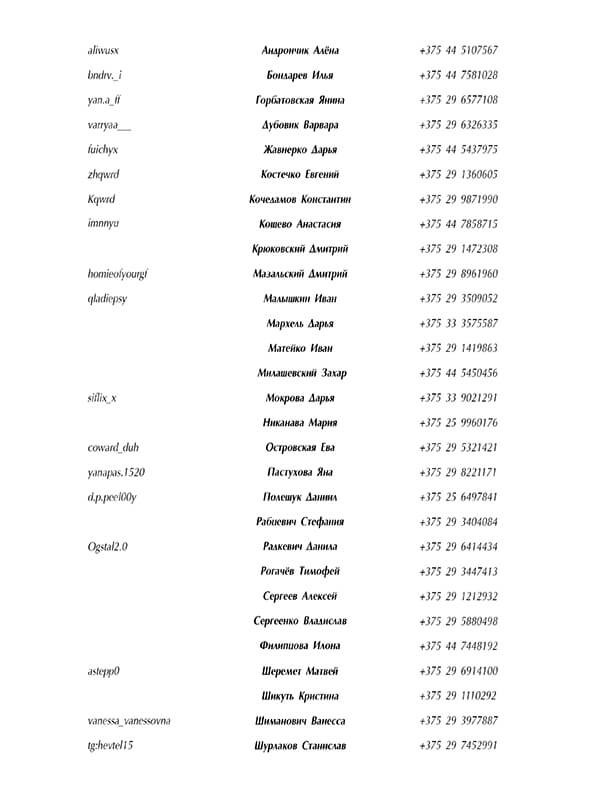 aliwusx Андрончик Алёна +375 44 5107567
bndrv._i Бондарев Илья +375 44 7581028
yan.a_ff Горбатовская Янина +375 29 6577108
varryaa___ Дубовик Варвара +375 29 6326335
fuichyx Жавнерко Дарья +375 44 5437975
zhqwrd Костечко Евгений +375 29 1360605
Kqwrd Кочедамов Константин +375 29 9871990
imnnyu Кошево Анастасия +375 44 7858715
Крюковский Дмитрий +375 29 1472308
homieofyourgf Мазальский Дмитрий +375 29 8961960
qladiepsy Малышкин Иван +375 29 3509052
Мархель Дарья +375 33 3575587
Матейко Иван +375 29 1419863
Милашевский Захар +375 44 5450456
siflix_x Мокрова Дарья +375 33 9021291
Никанава Мария +375 25 9960176
coward_duh Островская Ева +375 29 5321421
yanapas.1520 Пастухова Яна +375 29 8221171
d.p.peel00y Полещук Даниил +375 25 6497841
Рабцевич Стефания +375 29 3404084
Ogstal2.0 Радкевич Данила +375 29 6414434
Рогачёв Тимофей +375 29 3447413
Сергеев Алексей +375 29 1212932
Сергеенко Владислав +375 29 5880498
Филипцова Илона +375 44 7448192
astepp0 Шеремет Матвей +375 29 6914100
Шикуть Кристина +375 29 1110292
vanessa_vanessovna Шиманович Ванесса +375 29 3977887
tg:hevtel15 Шурлаков Станислав +375 29 7452991